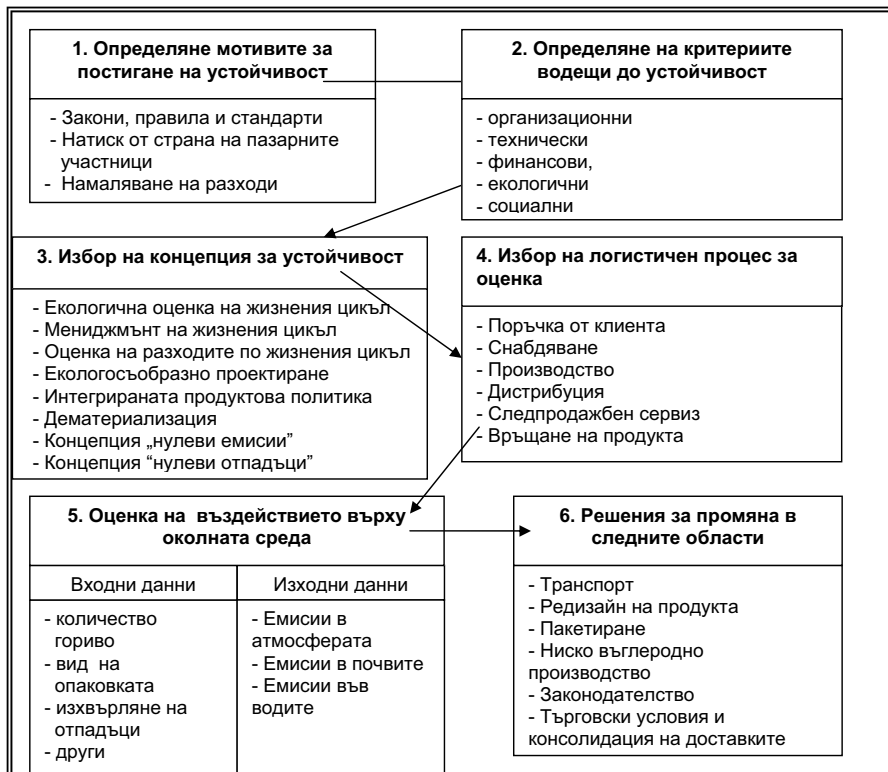 1. Определяне мотивите за
постигане на устойчивост
- Закони, правила и стандарти
- Натиск от страна на пазарните
участници
- Намаляване на разходи
2. Определяне на критериите
водещи до устойчивост
- организационни
- технически
- финансови,
- екологични
- социални
3. Избор на концепция за устойчивост
- Екологична оценка на жизнения цикъл
- Мениджмънт на жизнения цикъл
- Оценка на разходите по жизнения цикъл
- Екологосъобразно проектиране
- Интегрираната продуктова политика
- Дематериализация
- Концепция „нулеви емисии”
- Концепция “нулеви отпадъци”
4. Избор на логистичен процес за
оценка
- Поръчка от клиента
- Снабдяване
- Производство
- Дистрибуция
- Следпродажбен сервиз
- Връщане на продукта
5. Оценка на въздействието върху
околната среда
Входни данни
- количество
гориво
- вид на
опаковката
- изхвърляне на
отпадъци
- други
Изходни данни
- Емисии в
атмосферата
- Емисии в почвите
- Емисии във
водите
6. Решения за промяна в
следните области
- Транспорт
- Редизайн на продукта
- Пакетиране
- Ниско въглеродно
производство
- Законодателство
- Търговски условия и
консолидация на доставките